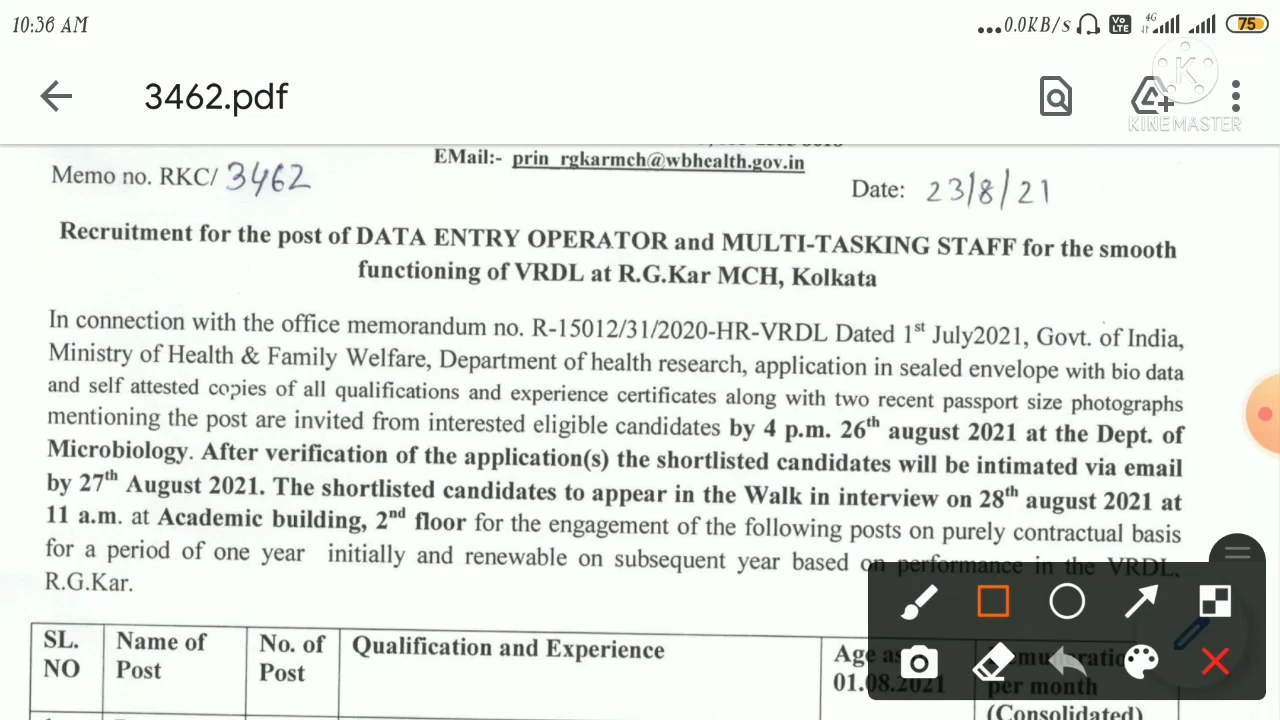 10:36 AM
...0.0KB/s
Vo LTE
4G
75
3462.pdf
KINEMASTER
EMail:- prin_rgkarmch@wbhealth.gov.in
Memo no. RKC/ 3462
Date: 23/8/21
Recruitment for the post of DATA ENTRY OPERATOR and MULTI-TASKING STAFF for the smooth
functioning of VRDL at R.G.Kar MCH, Kolkata
In connection with the office memorandum no. R-15012/31/2020-HR-VRDL Dated 1st July2021, Govt. of India,
Ministry of Health & Family Welfare, Department of health research, application in sealed envelope with bio data
and self attested copies of all qualifications and experience certificates along with two recent passport size photographs
mentioning the post are invited from interested eligible candidates by 4 p.m. 26th august 2021 at the Dept. of
Microbiology. After verification of the application(s) the shortlisted candidates will be intimated via email
by 27th August 2021. The shortlisted candidates to appear in the Walk in interview on 28th august 2021 at
11 a.m. at Academic building, 2nd floor for the engagement of the following posts on purely contractual basis
for a period of one year initially and renewable on subsequent year based on performance in the VRDL,
R.G.Kar.
SL. NO
Name of Post
No. of Post
Qualification and Experience
Age as
01.08.2021
per month
(Consolidated)